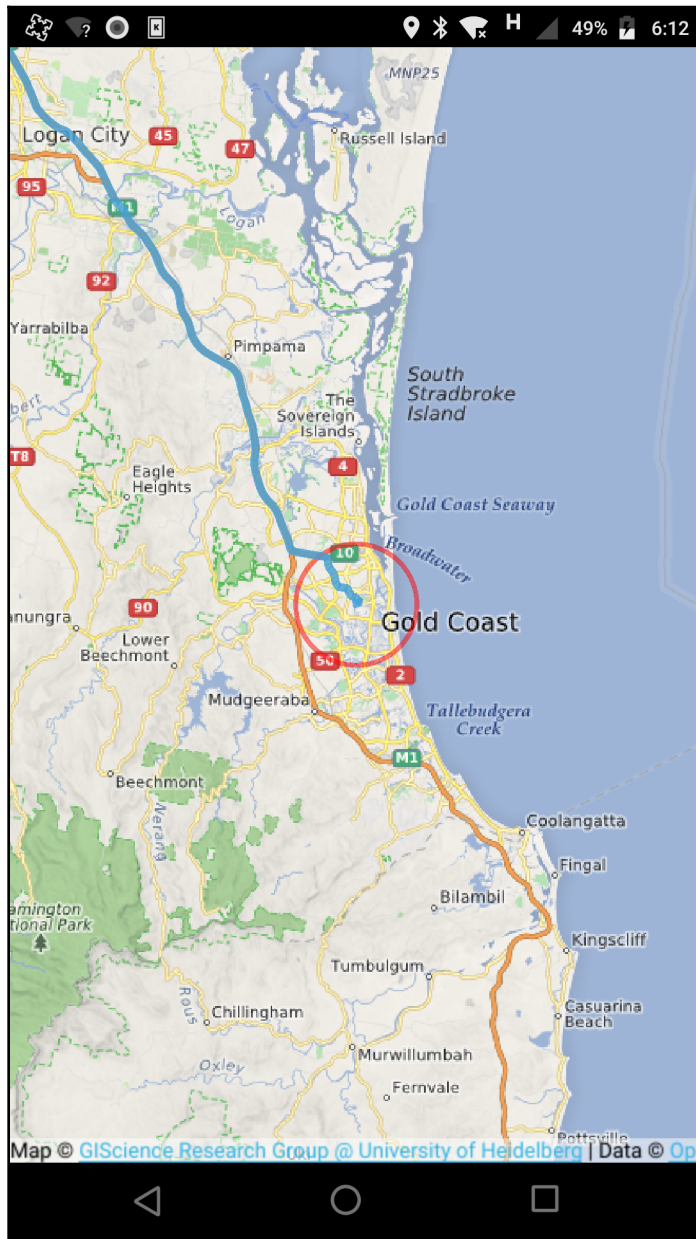 ? K H 49% 6:12
MNP25
Logan City
45
47
Russell Island
95
M1
Logan
92
Yarrabilba
Pimpama
South
Stradbroke
Island
The
Sovereign
Islands
bert
T8
4
Eagle
Heights
Gold Coast Seaway
10
Broadwater
90
anungra
Gold Coast
Lower
Beechmont
50
2
Mudgeeraba
Tallebudgera
Creek
M1
Beechmont
Nerang
Coolangatta
Fingal
Bilambil
amington
tional Park
Kingscliff
Tumbulgum
Rous
Chillingham
Casuarina
Beach
Oxley
Murwillumbah
Fernvale
Pottsville
Map © GIScience Research Group @ University of Heidelberg | Data © Op